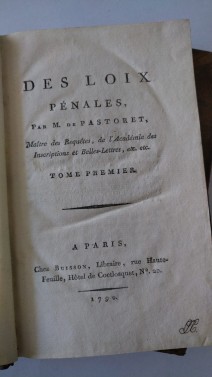 DES LOIX
PÉNALES,
PAR M. DE PASTORET,
Maître des Requêtes, de l'Académie des
Inscriptions et Belles-Lettres, etc. etc.
TOME PREMIER.
A PARIS,
Chez BUISSON, Libraire, rue Haute-
Feuille, Hôtel de Coetlosquet, Nº. 20.
1790.